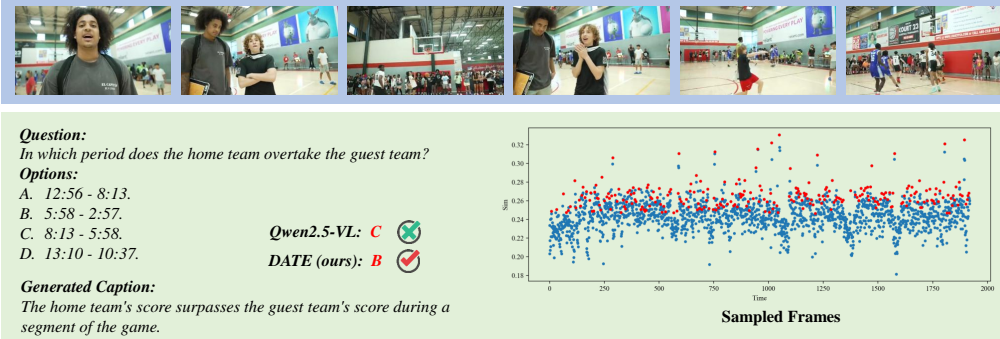 COURT 33
Question:
In which period does the home team overtake the guest team?
Options:
A. 12:56 - 8:13.
B. 5:58 - 2:57.
C. 8:13 - 5:58.
D. 13:10 - 10:37.
Qwen2.5-VL: C
DATE (ours): B
Generated Caption:
The home team's score surpasses the guest team's score during a
segment of the game.
0.32
0.30
0.28
0.26
0.24
0.22
0.20
0.18
Sim
0 250 500 750 1000 1250 1500 1750 2000
Time
Sampled Frames